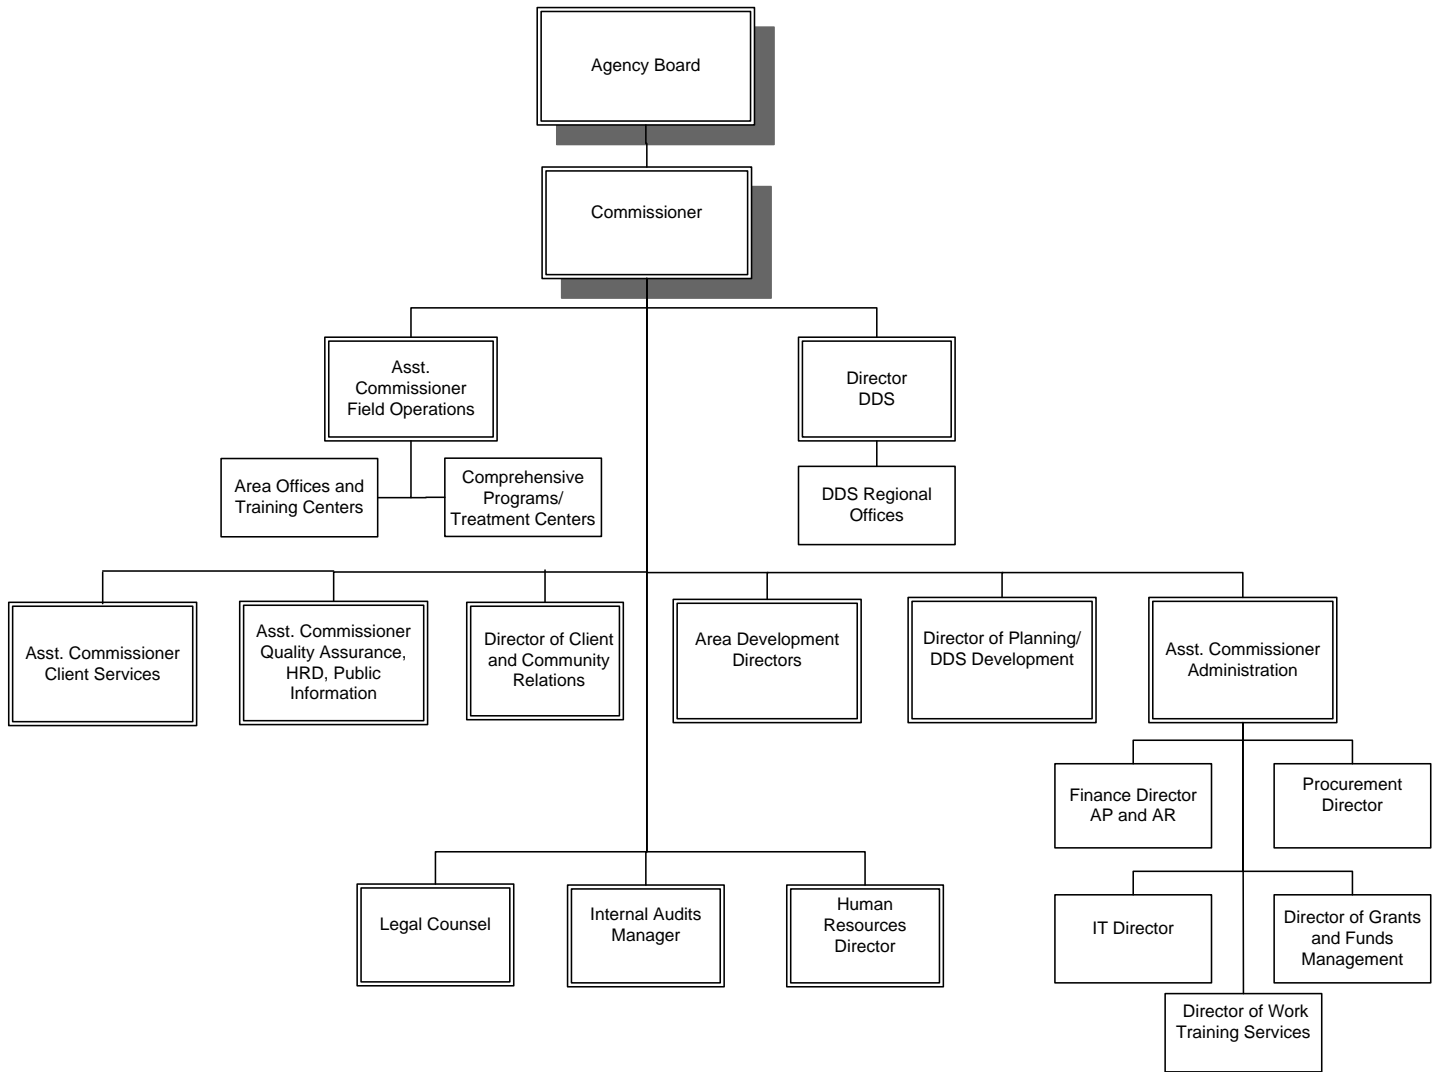 Agency Board
Commissioner
Asst.
Commissioner
Field Operations
Director
DDS
Area Offices and
Training Centers
Comprehensive
Programs/
Treatment Centers
DDS Regional
Offices
Asst. Commissioner
Client Services
Asst. Commissioner
Quality Assurance,
HRD, Public
Information
Director of Client
and Community
Relations
Area Development
Directors
Director of Planning/
DDS Development
Asst. Commissioner
Administration
Finance Director
AP and AR
Procurement
Director
Legal Counsel
Internal Audits
Manager
Human
Resources
Director
IT Director
Director of Grants
and Funds
Management
Director of Work
Training Services